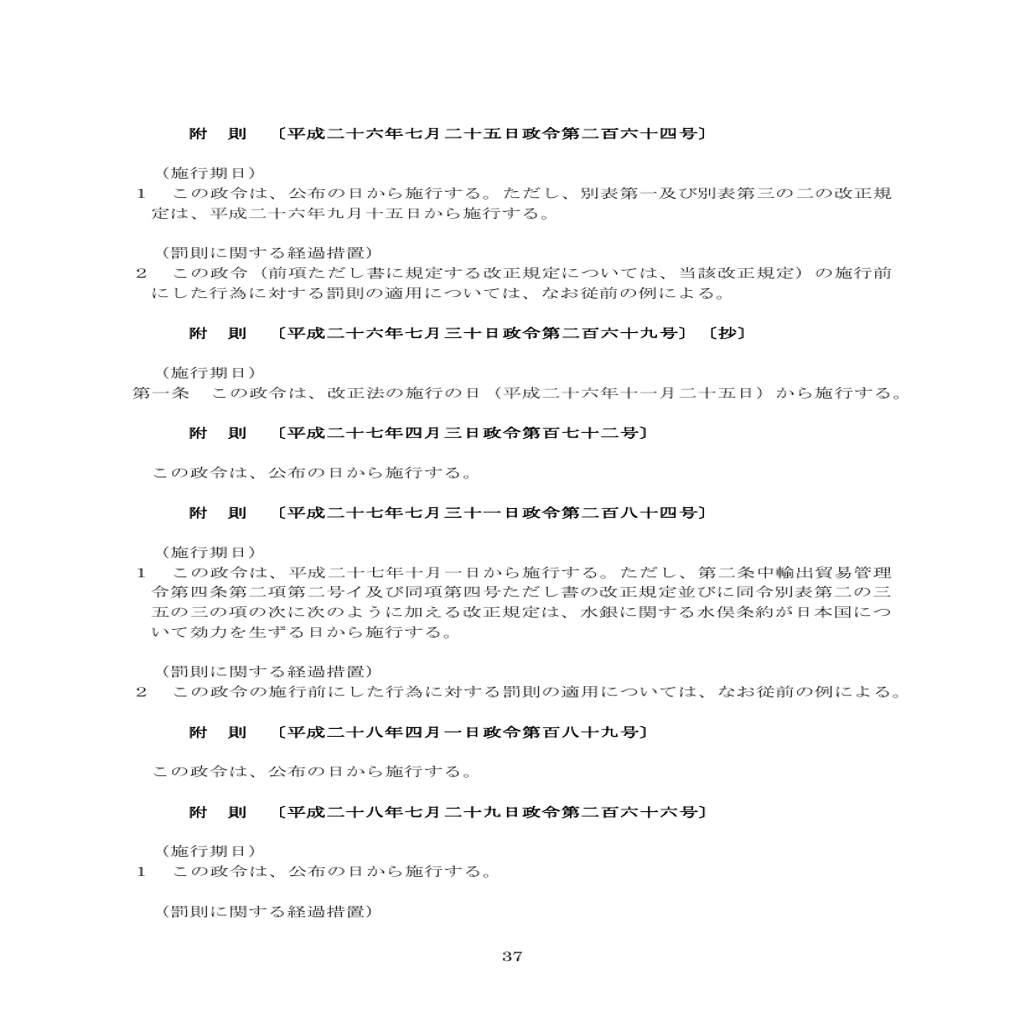 附　則　〔平成二十六年七月二十五日政令第二百六十四号〕
（施行期日）
1　この政令は、公布の日から施行する。ただし、別表第一及び別表第三の二の改正規
定は、平成二十六年九月十五日から施行する。
（罰則に関する経過措置）
2　この政令（前項ただし書に規定する改正規定については、当該改正規定）の施行前
にした行為に対する罰則の適用については、なお従前の例による。
附　則　〔平成二十六年七月三十日政令第二百六十九号〕〔抄〕
（施行期日）
第一条　この政令は、改正法の施行の日（平成二十六年十一月二十五日）から施行する。
附　則　〔平成二十七年四月三日政令第百七十二号〕
この政令は、公布の日から施行する。
附　則　〔平成二十七年七月三十一日政令第二百八十四号〕
（施行期日）
1　この政令は、平成二十七年十月一日から施行する。ただし、第二条中輸出貿易管理
令第四条第二項第二号イ及び同項第四号ただし書の改正規定並びに同令別表第二の三
五の三の項の次に次のように加える改正規定は、水銀に関する水俣条約が日本国につ
いて効力を生ずる日から施行する。
（罰則に関する経過措置）
2　この政令の施行前にした行為に対する罰則の適用については、なお従前の例による。
附　則　〔平成二十八年四月一日政令第百八十九号〕
この政令は、公布の日から施行する。
附　則　〔平成二十八年七月二十九日政令第二百六十六号〕
（施行期日）
1　この政令は、公布の日から施行する。
（罰則に関する経過措置）
37